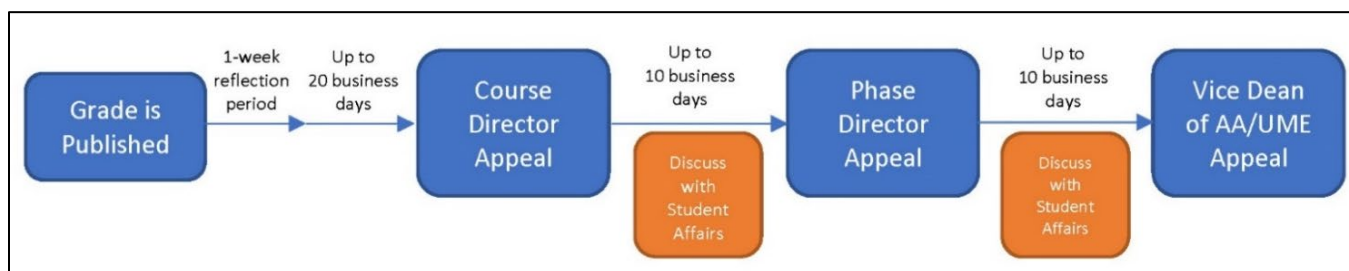 Grade is
Published
1-week
reflection
period
Up to
20 business
days
Course
Director
Appeal
Up to
10 business
days
Discuss
with
Student
Affairs
Phase
Director
Appeal
Up to
10 business
days
Discuss
with
Student
Affairs
Vice Dean
of AA/UME
Appeal